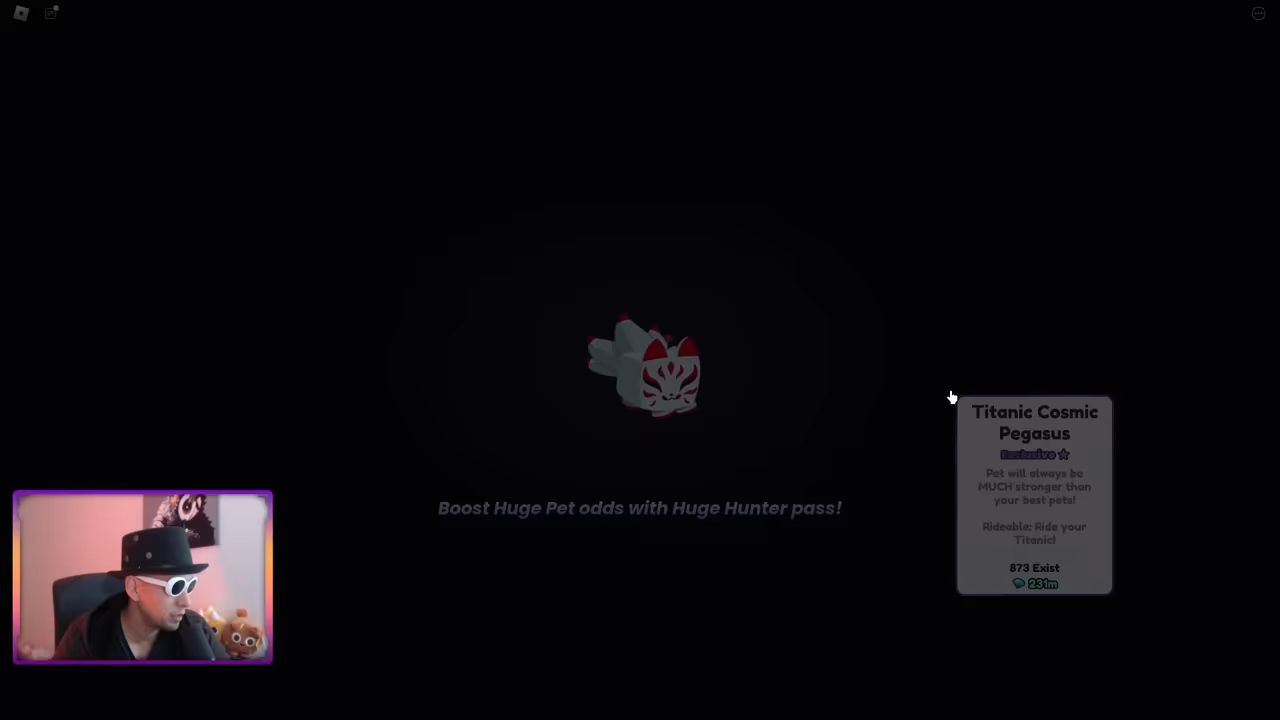 Titanic Cosmic
Pegasus
Exclusive ★
Pet will always be
MUCH stronger than
your best pets!
Rideable: Ride your
Titanic!
873 Exist
231m
Boost Huge Pet odds with Huge Hunter pass!